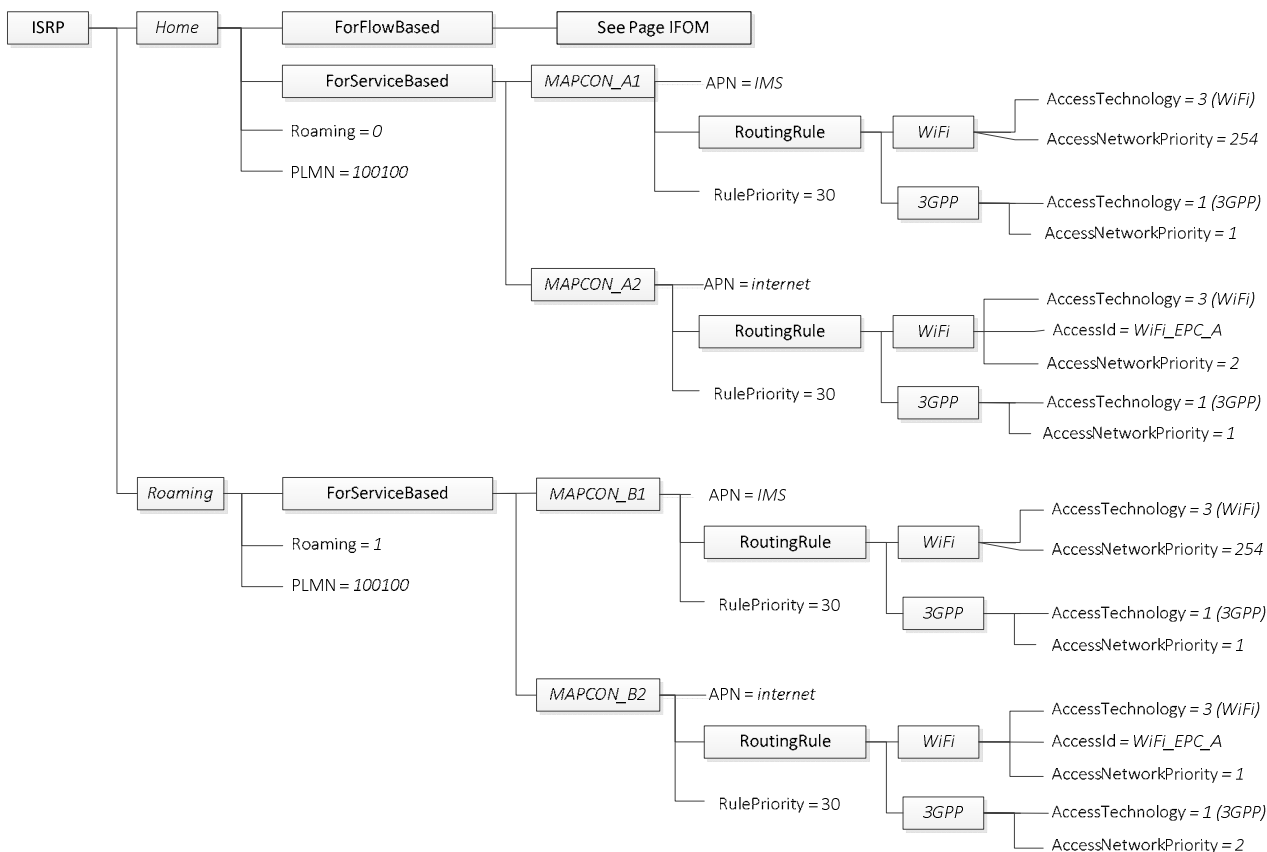 ISRP
Home
ForFlowBased
See Page IFOM
ForServiceBased
MAPCON_A1
APN = IMS
AccessTechnology = 3 (WiFi)
Roaming = 0
RoutingRule
WiFi
AccessNetworkPriority = 254
PLMN = 100100
RulePriority = 30
3GPP
AccessTechnology = 1 (3GPP)
AccessNetworkPriority = 1
MAPCON_A2
APN = internet
AccessTechnology = 3 (WiFi)
RoutingRule
WiFi
AccessId = WiFi_EPC_A
AccessNetworkPriority = 2
RulePriority = 30
3GPP
AccessTechnology = 1 (3GPP)
AccessNetworkPriority = 1
Roaming
ForServiceBased
MAPCON_B1
APN = IMS
AccessTechnology = 3 (WiFi)
Roaming = 1
RoutingRule
WiFi
AccessNetworkPriority = 254
PLMN = 100100
RulePriority = 30
3GPP
AccessTechnology = 1 (3GPP)
AccessNetworkPriority = 1
MAPCON_B2
APN = internet
AccessTechnology = 3 (WiFi)
RoutingRule
WiFi
AccessId = WiFi_EPC_A
AccessNetworkPriority = 1
RulePriority = 30
3GPP
AccessTechnology = 1 (3GPP)
AccessNetworkPriority = 2